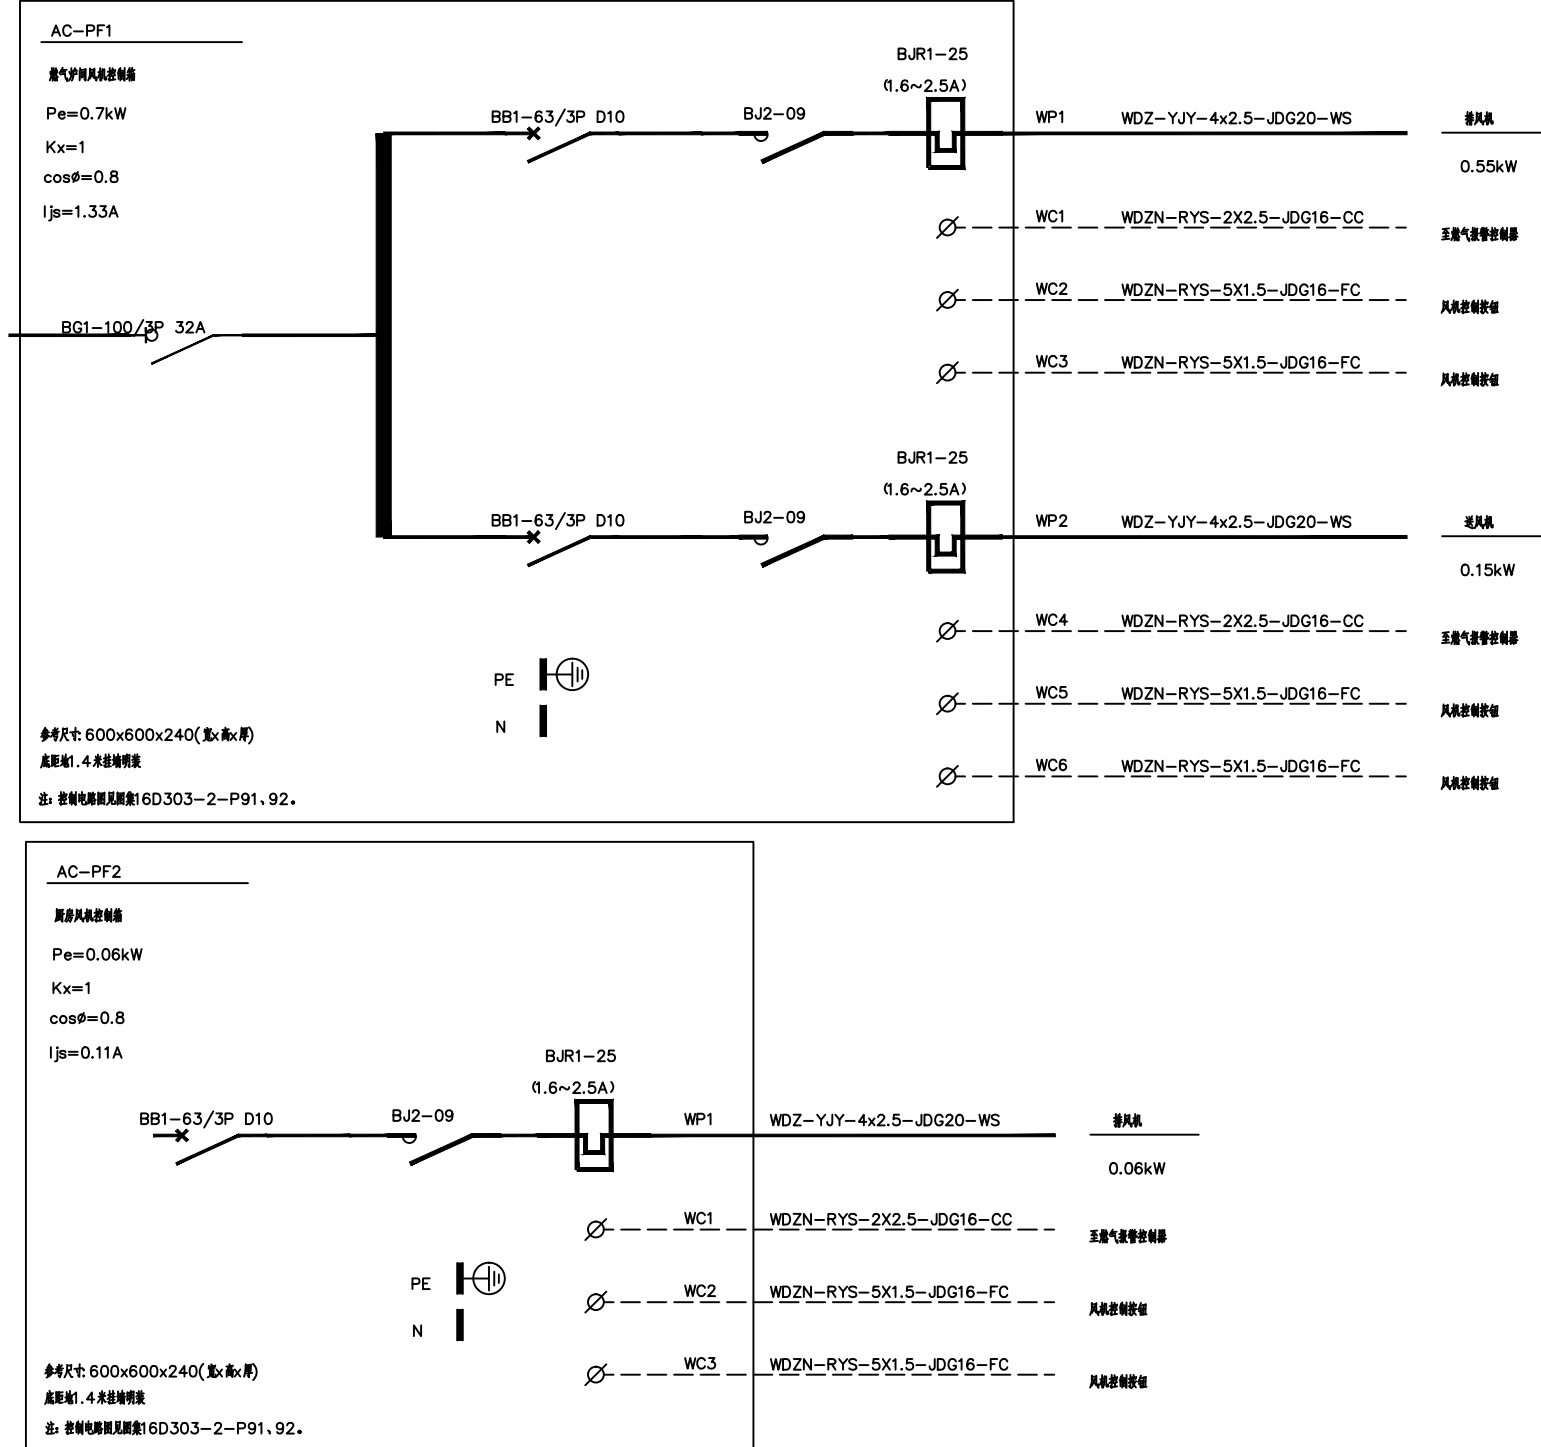 AC-PF1
燃气炉间风机控制箱
Pe=0.7kW
Kx=1
cosø=0.8
Ijs=1.33A
BG1-100/3P 32A
BB1-63/3P D10
BJ2-09
BJR1-25
(1.6~2.5A)
WP1 WDZ-YJY-4x2.5-JDG20-WS
排风机
0.55kW
WC1 WDZN-RYS-2X2.5-JDG16-CC
至燃气报警控制器
WC2 WDZN-RYS-5X1.5-JDG16-FC
风机控制按钮
WC3 WDZN-RYS-5X1.5-JDG16-FC
风机控制按钮
BB1-63/3P D10
BJ2-09
BJR1-25
(1.6~2.5A)
WP2 WDZ-YJY-4x2.5-JDG20-WS
送风机
0.15kW
WC4 WDZN-RYS-2X2.5-JDG16-CC
至燃气报警控制器
WC5 WDZN-RYS-5X1.5-JDG16-FC
风机控制按钮
WC6 WDZN-RYS-5X1.5-JDG16-FC
风机控制按钮
PE
N
参考尺寸: 600x600x240(宽x高x厚)
底距地1.4米挂墙明装
注: 控制电路图见图集16D303-2-P91、92。
AC-PF2
厨房风机控制箱
Pe=0.06kW
Kx=1
cosø=0.8
Ijs=0.11A
BB1-63/3P D10
BJ2-09
BJR1-25
(1.6~2.5A)
WP1 WDZ-YJY-4x2.5-JDG20-WS
排风机
0.06kW
WC1 WDZN-RYS-2X2.5-JDG16-CC
至燃气报警控制器
WC2 WDZN-RYS-5X1.5-JDG16-FC
风机控制按钮
WC3 WDZN-RYS-5X1.5-JDG16-FC
风机控制按钮
PE
N
参考尺寸: 600x600x240(宽x高x厚)
底距地1.4米挂墙明装
注: 控制电路图见图集16D303-2-P91、92。